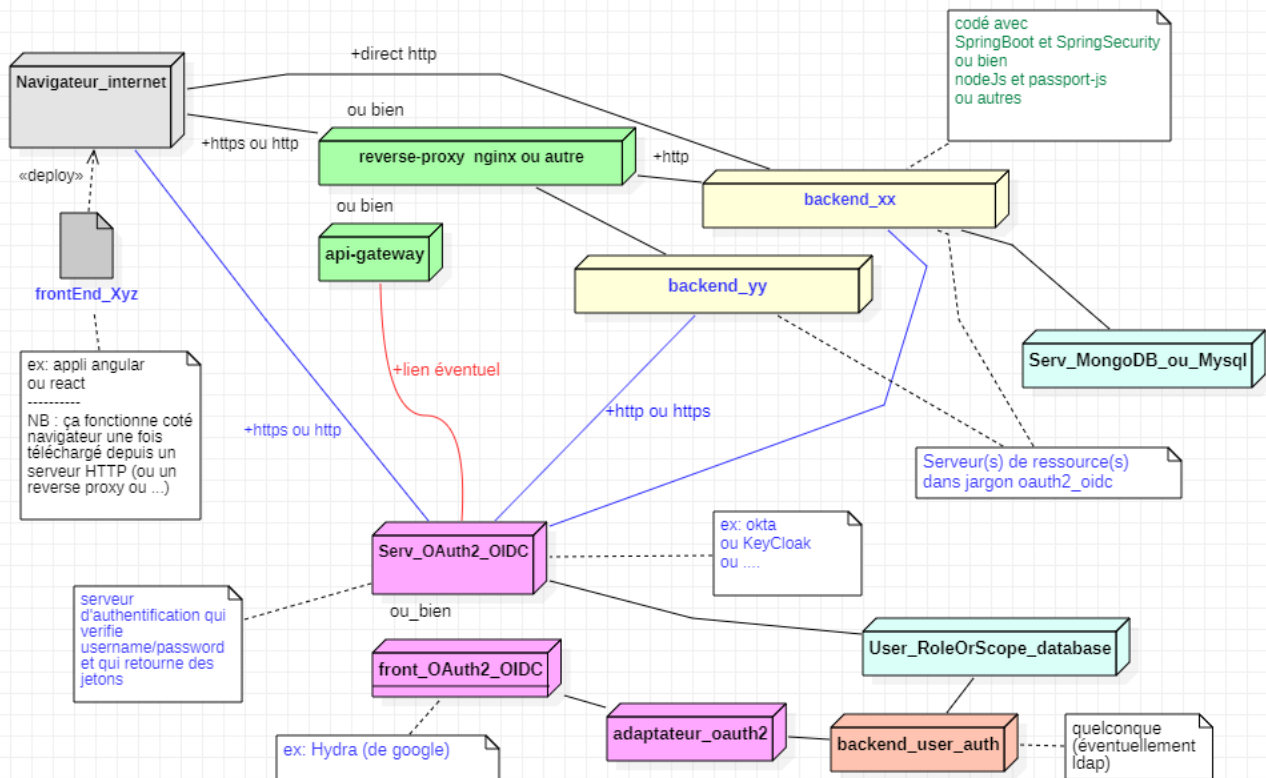 codé avec
SpringBoot et SpringSecurity
ou bien
nodeJs et passport-js
ou autres
+direct http
Navigateur_internet
ou bien
+https ou http
reverse-proxy nginx ou autre
+http
«deploy»
backend_xx
ou bien
api-gateway
frontEnd_Xyz
backend_yy
Serv_MongoDB_ou_Mysql
ex: appli angular
ou react
----------
NB : ça fonctionne coté
navigateur une fois
téléchargé depuis un
serveur HTTP (ou un
reverse proxy ou ...)
+lien éventuel
+http ou https
+https ou http
Serveur(s) de ressource(s)
dans jargon oauth2_oidc
Serv_OAuth2_OIDC
ex: okta
ou KeyCloak
ou ....
serveur
d'authentification qui
verifie
username/password
et qui retourne des
jetons
ou_bien
front_OAuth2_OIDC
User_RoleOrScope_database
adaptateur_oauth2
backend_user_auth
quelconque
(éventuellement
ldap)
ex: Hydra (de google)